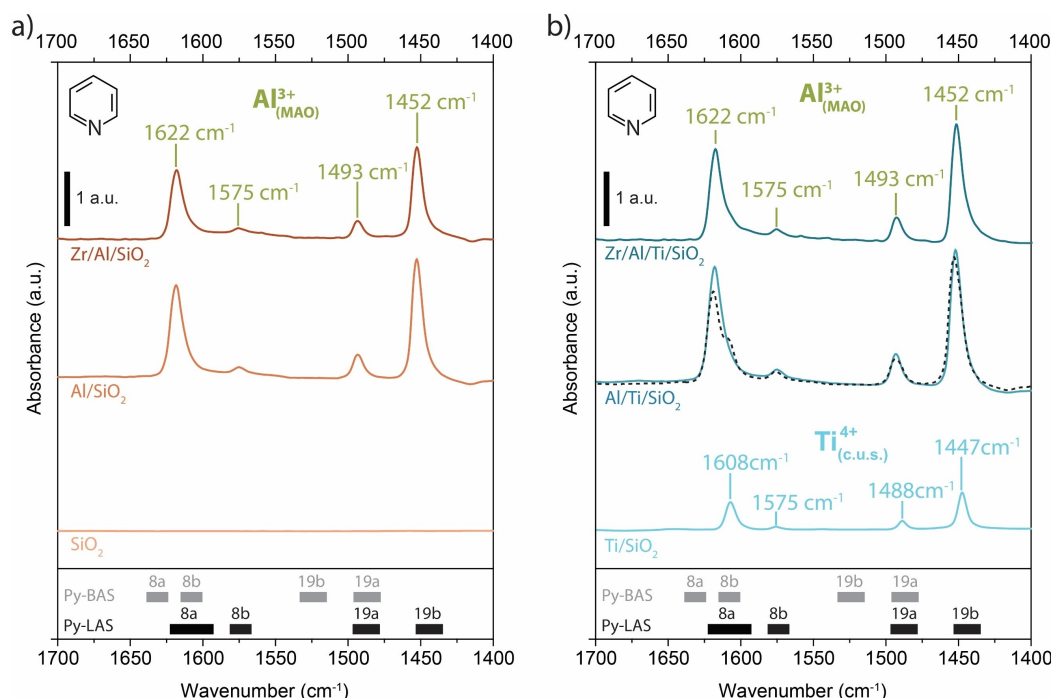 a)
1700 1650 1600 1550 1500 1450 1400
N
Al³⁺(MAO)
1452 cm⁻¹
1622 cm⁻¹
1493 cm⁻¹
1575 cm⁻¹
1 a.u.
Zr/Al/SiO₂
Al/SiO₂
SiO₂
Absorbance (a.u.)
8a 8b 19b 19a
Py-BAS
8a 8b 19a 19b
Py-LAS
1700 1650 1600 1550 1500 1450 1400
Wavenumber (cm⁻¹)
b)
1700 1650 1600 1550 1500 1450 1400
N
Al³⁺(MAO)
1452 cm⁻¹
1622 cm⁻¹
1493 cm⁻¹
1575 cm⁻¹
1 a.u.
Zr/Al/Ti/SiO₂
Al/Ti/SiO₂
Ti⁴⁺(c.u.s.)
1447cm⁻¹
1608cm⁻¹
1488cm⁻¹
1575 cm⁻¹
Ti/SiO₂
Absorbance (a.u.)
8a 8b 19b 19a
Py-BAS
8a 8b 19a 19b
Py-LAS
1700 1650 1600 1550 1500 1450 1400
Wavenumber (cm⁻¹)